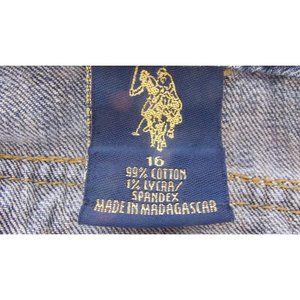 16
99% COTTON
1% LYCRA/
SPANDEX
MADE IN MADAGASCAR